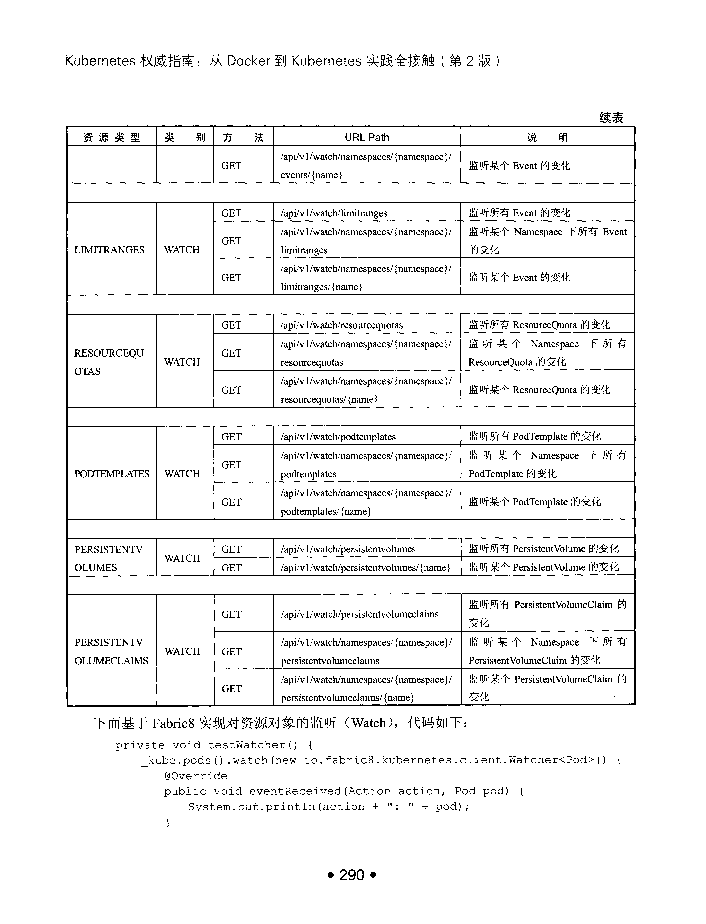 Kubernetes 权威指南：从 Docker 到 Kubernetes 实践全接触（第 2 版）
续表
资 源 类 型 类 别 方 法 URL Path 说 明
GET /api/v1/watch/namespaces/{namespace}/ 监听某个 Event 的变化
events/{name}
LIMITRANGES WATCH GET /api/v1/watch/limitranges 监听所有 Event 的变化
GET /api/v1/watch/namespaces/{namespace}/ 监听某个 Namespace 下所有 Event
limitranges 的变化
GET /api/v1/watch/namespaces/{namespace}/ 监听某个 Event 的变化
limitranges/{name}
RESOURCEQU WATCH GET /api/v1/watch/resourcequotas 监听所有 ResourceQuota 的变化
OTAS GET /api/v1/watch/namespaces/{namespace}/ 监听某个 Namespace 下所有
resourcequotas ResourceQuota 的变化
GET /api/v1/watch/namespaces/{namespace}/ 监听某个 ResourceQuota 的变化
resourcequotas/{name}
PODTEMPLATES WATCH GET /api/v1/watch/podtemplates 监听所有 PodTemplate 的变化
GET /api/v1/watch/namespaces/{namespace}/ 监听某个 Namespace 下所有
podtemplates PodTemplate 的变化
GET /api/v1/watch/namespaces/{namespace}/ 监听某个 PodTemplate 的变化
podtemplates/{name}
PERSISTENTV WATCH GET /api/v1/watch/persistentvolumes 监听所有 PersistentVolume 的变化
OLUMES GET /api/v1/watch/persistentvolumes/{name} 监听某个 PersistentVolume 的变化
GET /api/v1/watch/persistentvolumeclaims 监听所有 PersistentVolumeClaim 的
变化
PERSISTENTV WATCH GET /api/v1/watch/namespaces/{namespace}/ 监听某个 Namespace 下所有
OLUMECLAIMS persistentvolumeclaims PersistentVolumeClaim 的变化
GET /api/v1/watch/namespaces/{namespace}/ 监听某个 PersistentVolumeClaim 的
persistentvolumeclaims/{name} 变化
下面基于 Fabric8 实现对资源对象的监听（Watch），代码如下：
private void testWatcher() {
_kube.pods().watch(new io.fabric8.kubernetes.client.Watcher<Pod>() {
@Override
public void eventReceived(Action action, Pod pod) {
System.out.println(action + ": " + pod);
}
• 290 •